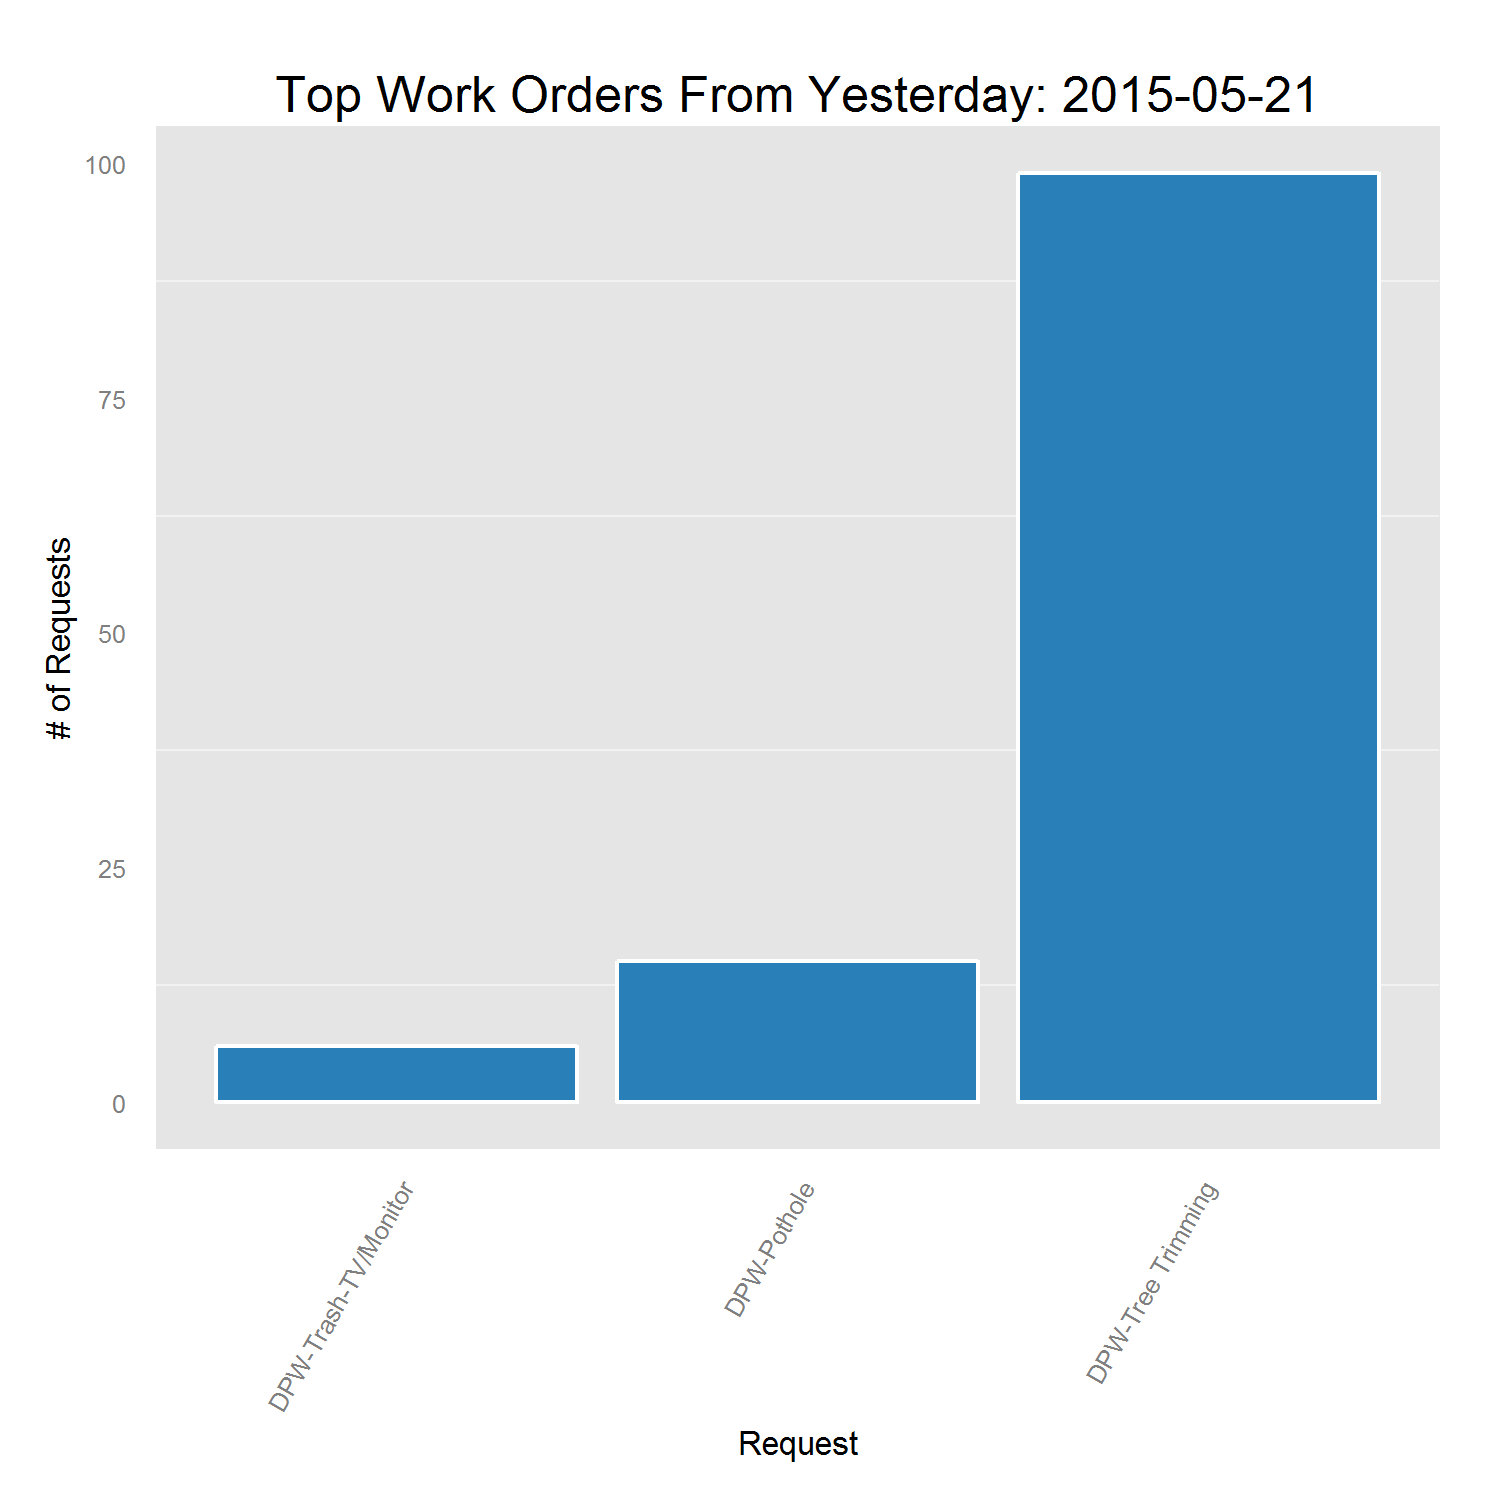 Top Work Orders From Yesterday: 2015-05-21
100
75
50
25
0
# of Requests
DPW-Trash-TV/Monitor
DPW-Pothole
DPW-Tree Trimming
Request